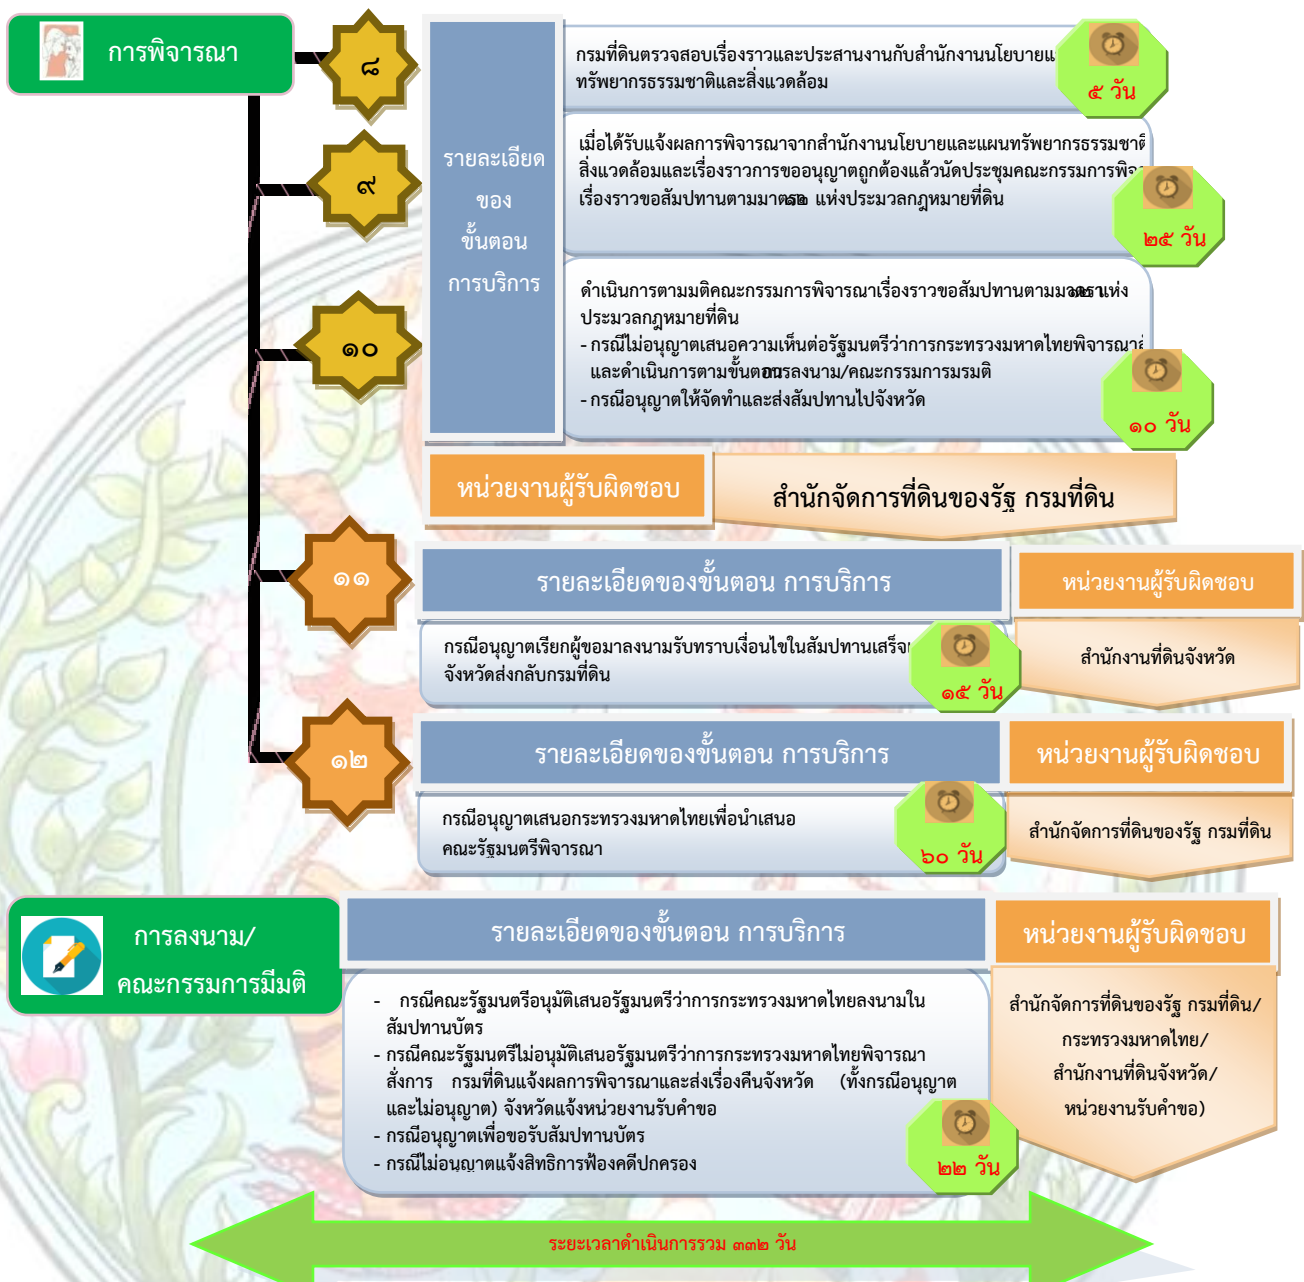 การพิจารณา
๘
รายละเอียด
ของ
ขั้นตอน
การบริการ
กรมที่ดินตรวจสอบเรื่องราวและประสานงานกับสำนักงานนโยบายแ
ทรัพยากรธรรมชาติและสิ่งแวดล้อม
๕ วัน
๙
เมื่อได้รับแจ้งผลการพิจารณาจากสำนักงานนโยบายและแผนทรัพยากรธรรมชาติ
สิ่งแวดล้อมและเรื่องราวการขออนุญาตถูกต้องแล้วนัดประชุมคณะกรรมการพิจ
เรื่องราวขอสัมปทานตามมาตรา๑๒ แห่งประมวลกฎหมายที่ดิน
๒๕ วัน
๑๐
ดำเนินการตามมติคณะกรรมการพิจารณาเรื่องราวขอสัมปทานตามมาตรา๑๒ แห่ง
ประมวลกฎหมายที่ดิน
- กรณีไม่อนุญาตเสนอความเห็นต่อรัฐมนตรีว่าการกระทรวงมหาดไทยพิจารณาสั่
และดำเนินการตามขั้นตอนการลงนาม/คณะกรรมการมรมติ
- กรณีอนุญาตให้จัดทำและส่งสัมปทานไปจังหวัด
๑๐ วัน
หน่วยงานผู้รับผิดชอบ
สำนักจัดการที่ดินของรัฐ กรมที่ดิน
๑๑
รายละเอียดของขั้นตอน การบริการ
หน่วยงานผู้รับผิดชอบ
กรณีอนุญาตเรียกผู้ขอมาลงนามรับทราบเงื่อนไขในสัมปทานเสร็จ
จังหวัดส่งกลับกรมที่ดิน
๑๕ วัน
สำนักงานที่ดินจังหวัด
๑๒
รายละเอียดของขั้นตอน การบริการ
หน่วยงานผู้รับผิดชอบ
กรณีอนุญาตเสนอกระทรวงมหาดไทยเพื่อนำเสนอ
คณะรัฐมนตรีพิจารณา
๖๐ วัน
สำนักจัดการที่ดินของรัฐ กรมที่ดิน
การลงนาม/
คณะกรรมการมีมติ
รายละเอียดของขั้นตอน การบริการ
หน่วยงานผู้รับผิดชอบ
- กรณีคณะรัฐมนตรีอนุมัติเสนอรัฐมนตรีว่าการกระทรวงมหาดไทยลงนามใน
สัมปทานบัตร
- กรณีคณะรัฐมนตรีไม่อนุมัติเสนอรัฐมนตรีว่าการกระทรวงมหาดไทยพิจารณา
สั่งการ กรมที่ดินแจ้งผลการพิจารณาและส่งเรื่องคืนจังหวัด (ทั้งกรณีอนุญาต
และไม่อนุญาต) จังหวัดแจ้งหน่วยงานรับคำขอ
- กรณีอนุญาตเพื่อขอรับสัมปทานบัตร
- กรณีไม่อนุญาตแจ้งสิทธิการฟ้องคดีปกครอง
๒๒ วัน
สำนักจัดการที่ดินของรัฐ กรมที่ดิน/
กระทรวงมหาดไทย/
สำนักงานที่ดินจังหวัด/
หน่วยงานรับคำขอ)
ระยะเวลาดำเนินการรวม ๓๓๒ วัน